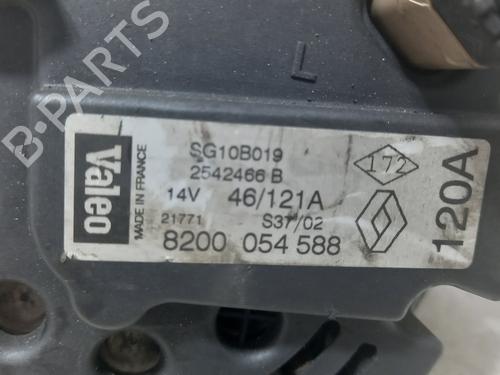 L
B-PARTS
Valeo
MADE IN FRANCE
SG10B019
2542466 B
14V 46/121A
21771 S37/02
8200 054 588
172
120A